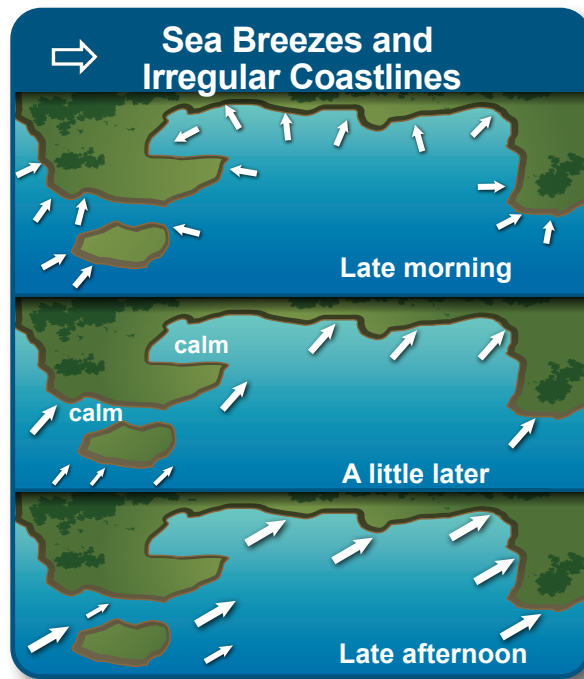 Sea Breezes and
Irregular Coastlines
Late morning
calm
calm
A little later
Late afternoon